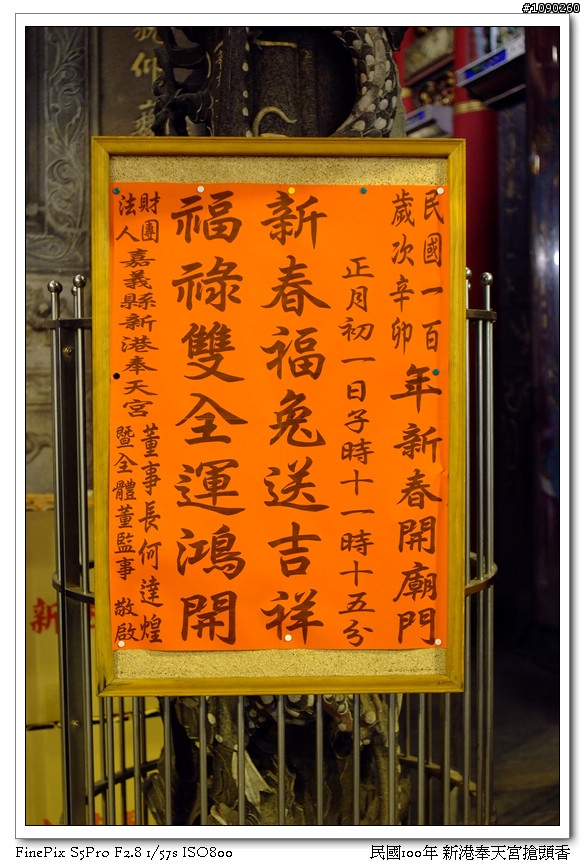 #1090260
民國一百
歲次辛卯
年新春開廟門
正月初一日子時十一時十五分
新春福兔送吉祥
福祿雙全運鴻開
財團
法人
嘉義縣新港奉天宮
董事長何達煌
暨全體董監事 敬啟
新
FinePix S5Pro F2.8 1/57s ISO800
民國100年 新港奉天宮搶頭香